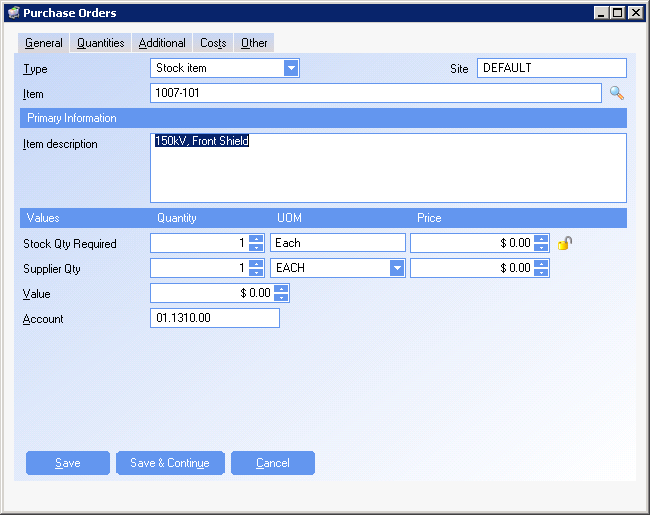 Purchase Orders
General Quantities Additional Costs Other
Type Stock item Site DEFAULT
Item 1007-101
Primary Information
Item description 150kV, Front Shield
Values Quantity UOM Price
Stock Qty Required 1 Each $ 0.00
Supplier Qty 1 EACH $ 0.00
Value $ 0.00
Account 01.1310.00
Save Save & Continue Cancel